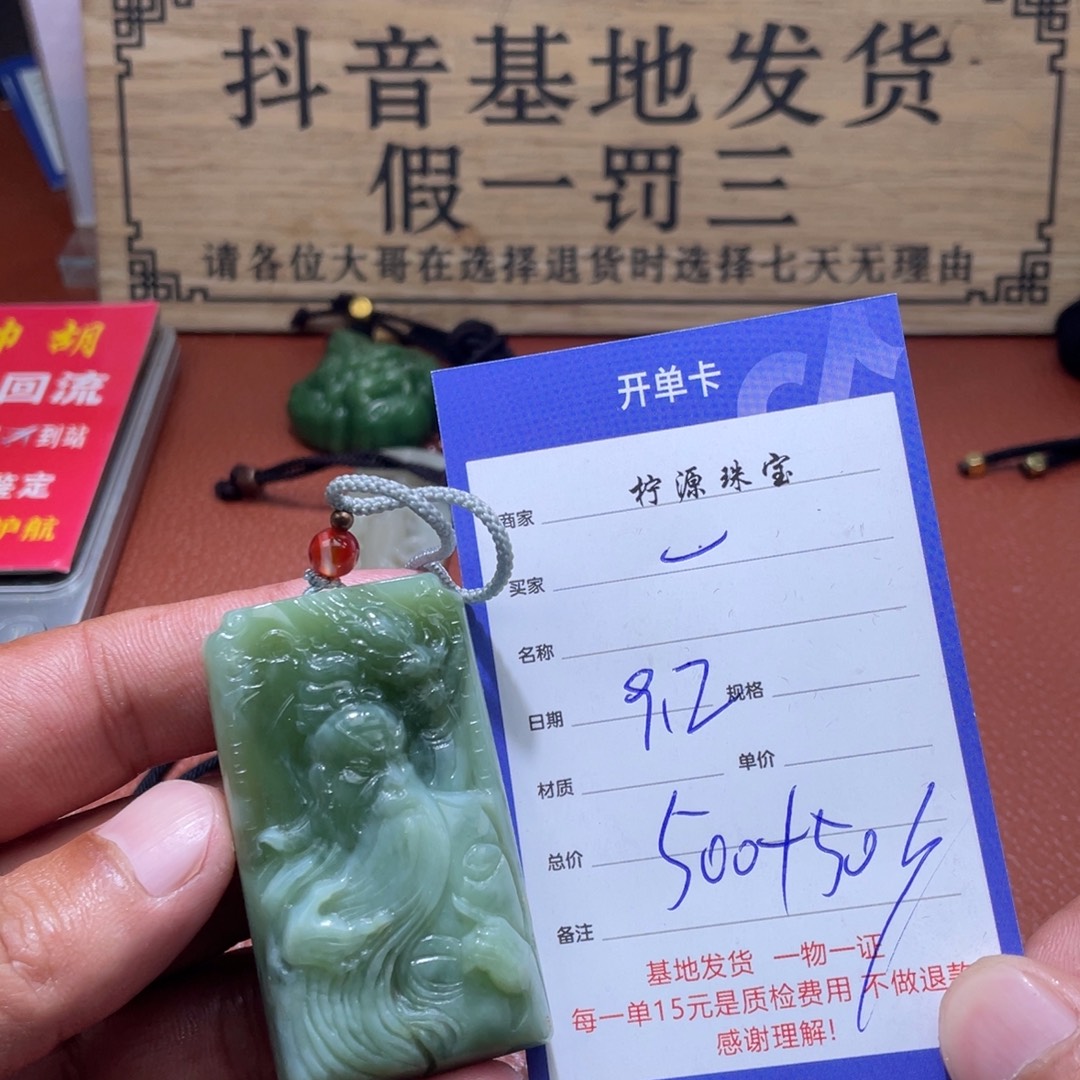 抖音基地发货
假一罚三
请各位大哥在选择退货时选择七天无理由
胡
回流
到站
鉴定
护航
开单卡
商家 柠源珠宝
买家
名称
日期 9.2 规格
材质 单价
总价 500+50
备注
基地发货 一物一证
每一单15元是质检费用 不做退款
感谢理解!